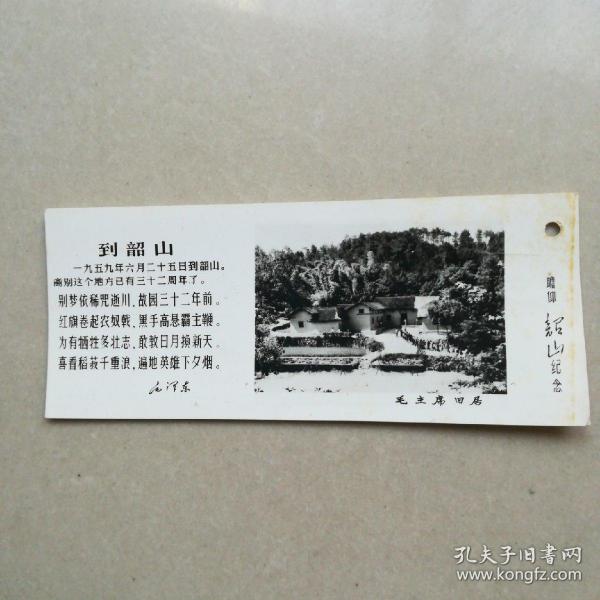 到韶山
一九五九年六月二十五日到韶山。
离别这个地方已有三十二周年了。
别梦依稀咒逝川、故园三十二年前。
红旗卷起农奴戟、黑手高悬霸主鞭。
为有牺牲多壮志、敢教日月换新天。
喜看稻菽千重浪、遍地英雄下夕烟。
毛泽东
毛主席旧居
瞻仰韶山纪念
孔夫子旧书网
www.kongfz.com